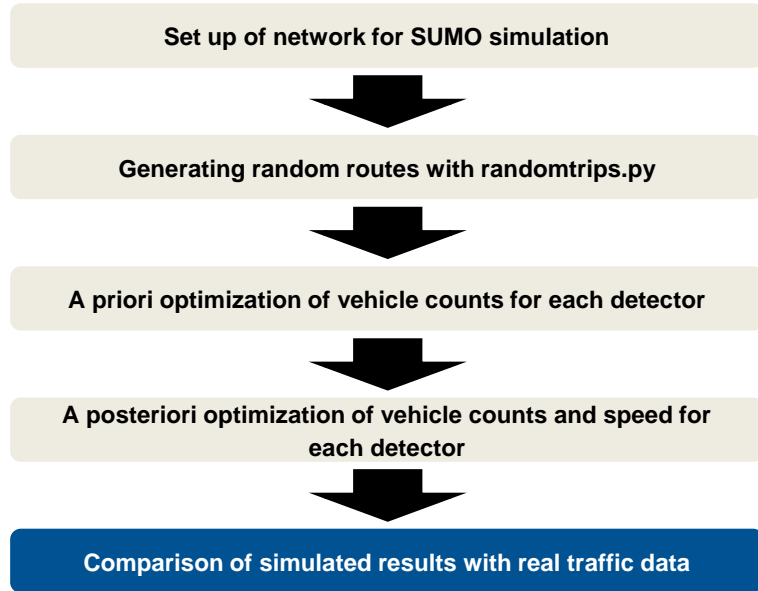 Set up of network for SUMO simulation
Generating random routes with randomtrips.py
A priori optimization of vehicle counts for each detector
A posteriori optimization of vehicle counts and speed for
each detector
Comparison of simulated results with real traffic data